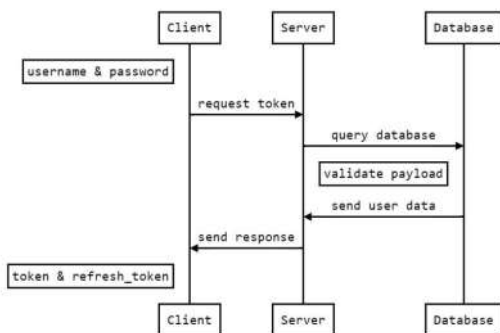 Client Server Database
username & password
request token
query database
validate payload
send user data
send response
token & refresh_token
Client Server Database